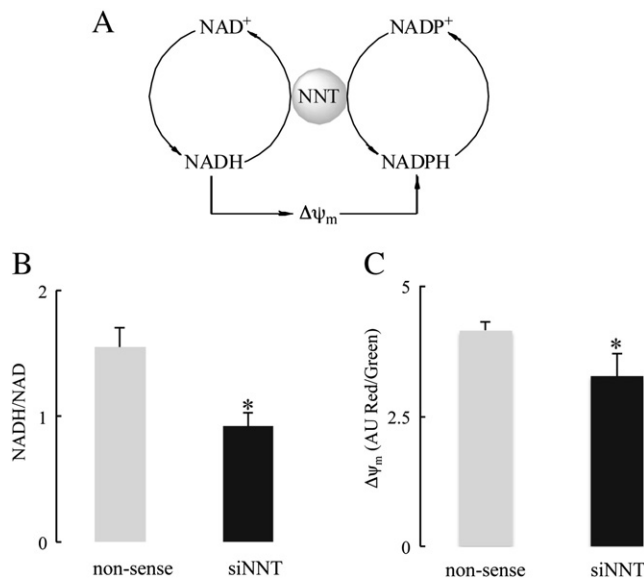 A
NAD+ NADP+
NNT
NADH NADPH
Δψm
B
2
1
0
NADH/NAD
*
non-sense siNNT
C
5
2.5
0
Δψm (AU Red/Green)
*
non-sense siNNT